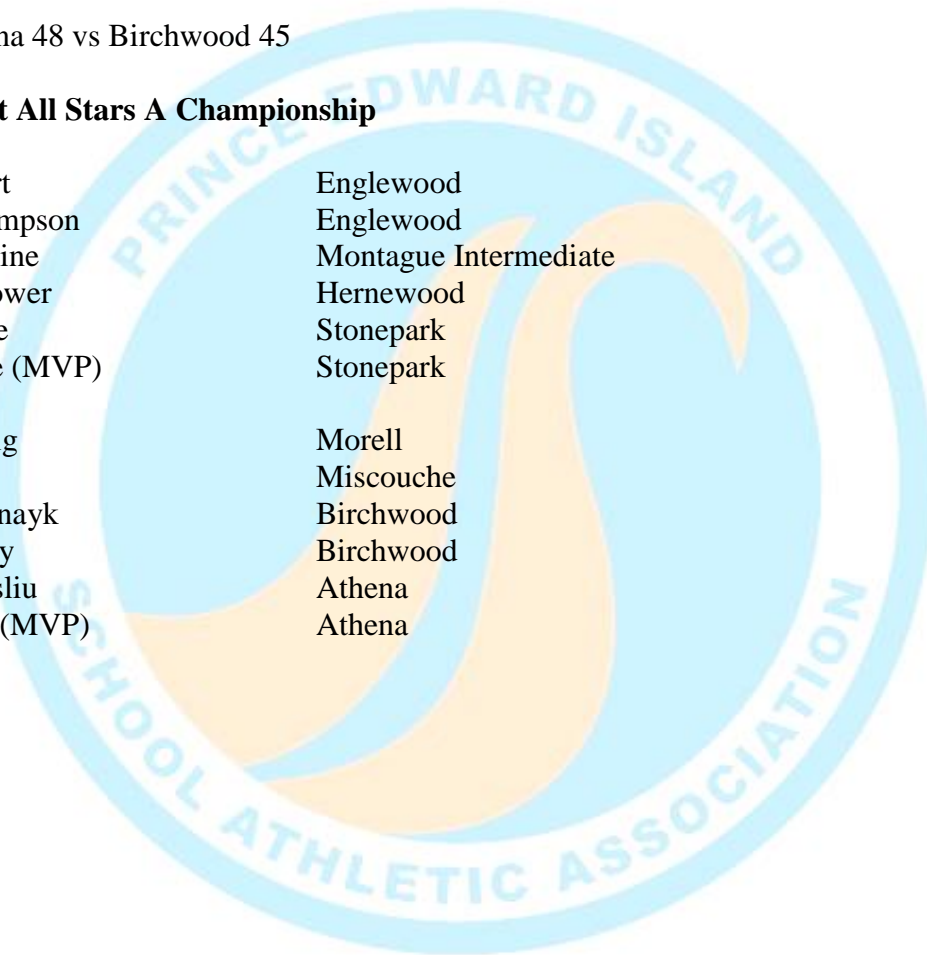 na 48 vs Birchwood 45
t All Stars A Championship
rt Englewood
mpson Englewood
ine Montague Intermediate
ower Hernewood
e Stonepark
e (MVP) Stonepark
ng Morell
Miscouche
nayk Birchwood
y Birchwood
sliu Athena
(MVP) Athena
PRINCE EDWARD ISLAND
SCHOOL ATHLETIC ASSOCIATION